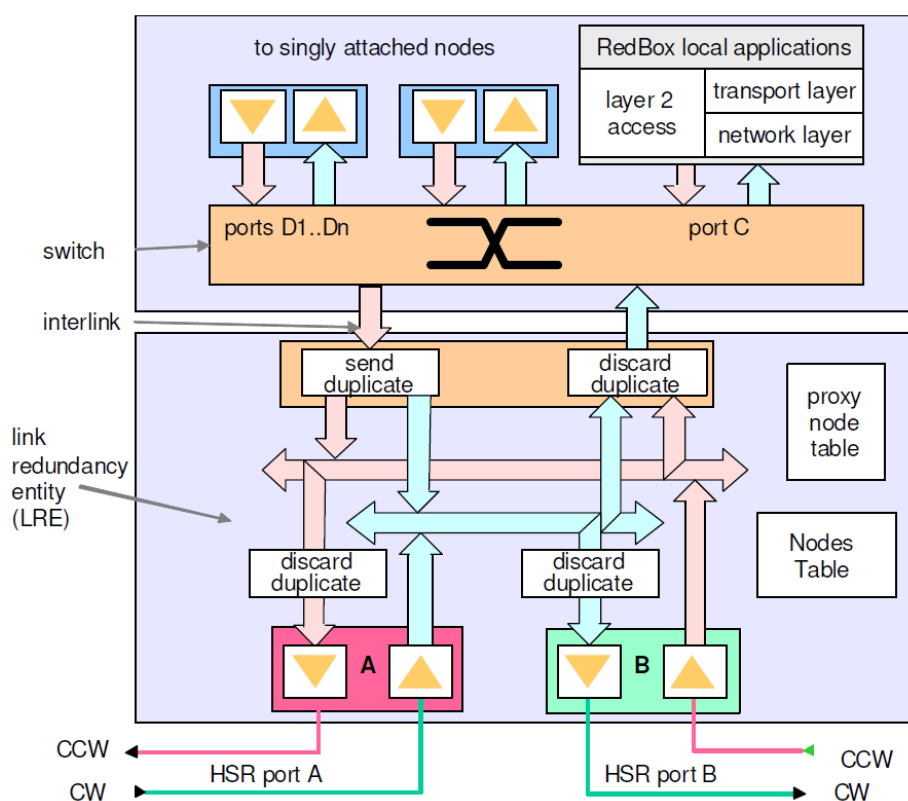 to singly attached nodes
RedBox local applications
layer 2
access
transport layer
network layer
ports D1..Dn
port C
switch
interlink
send
duplicate
discard
duplicate
proxy
node
table
link
redundancy
entity
(LRE)
discard
duplicate
discard
duplicate
Nodes
Table
A
B
CCW
HSR port A
HSR port B
CCW
CW
CW